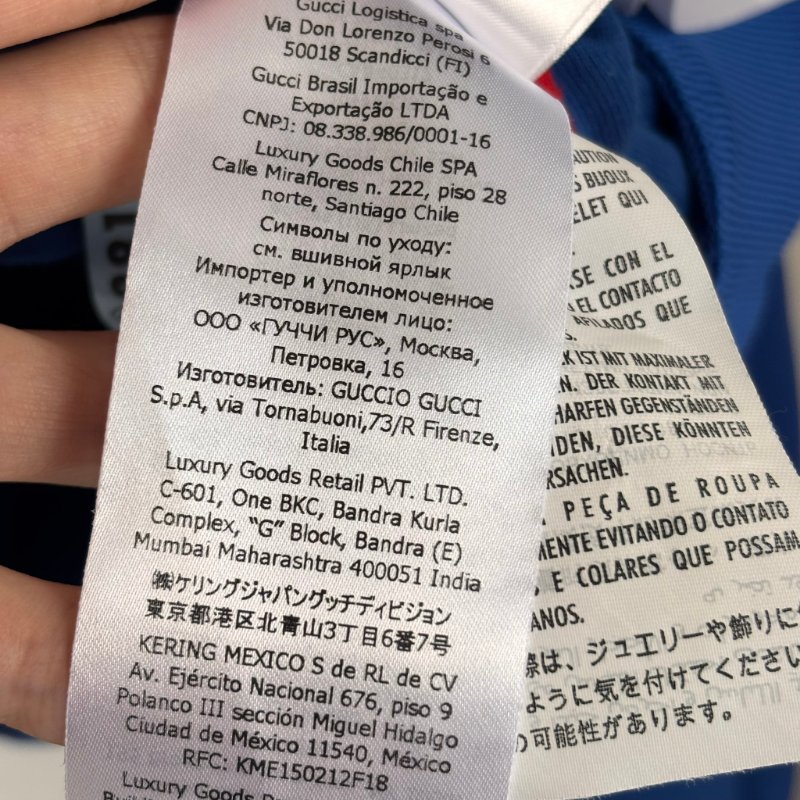 Gucci Logistica spa
Via Don Lorenzo Perosi 6
50018 Scandicci (FI)
Gucci Brasil Importação e
Exportação LTDA
CNPJ: 08.338.986/0001-16
Luxury Goods Chile SPA
Calle Miraflores n. 222, piso 28
norte, Santiago Chile
Символы по уходу:
см. вшивной ярлык
Импортер и уполномоченное
изготовителем лицо:
ООО «ГУЧЧИ РУС», Москва,
Петровка, 16
Изготовитель: GUCCIO GUCCI
S.p.A, via Tornabuoni,73/R Firenze,
Italia
Luxury Goods Retail PVT. LTD.
C-601, One BKC, Bandra Kurla
Complex, “G” Block, Bandra (E)
Mumbai Maharashtra 400051 India
㈱ケリングジャパングッチディビジョン
東京都港区北青山3丁目6番7号
KERING MEXICO S de RL de CV
Av. Ejército Nacional 676, piso 9
Polanco III sección Miguel Hidalgo
Ciudad de México 11540, México
RFC: KME150212F18
Luxury Goods
BIJOUX
QUI
CON EL
EL CONTACTO
AFILADOS QUE
IST MIT MAXIMALER
DER KONTAKT MIT
GEGENSTÄNDEN
DIESE KÖNNTEN
PEÇA DE ROUPA
EVITANDO O CONTATO
E COLARES QUE POSSAM
は、ジュエリーや飾りに
ように気を付けてください
可能性があります。